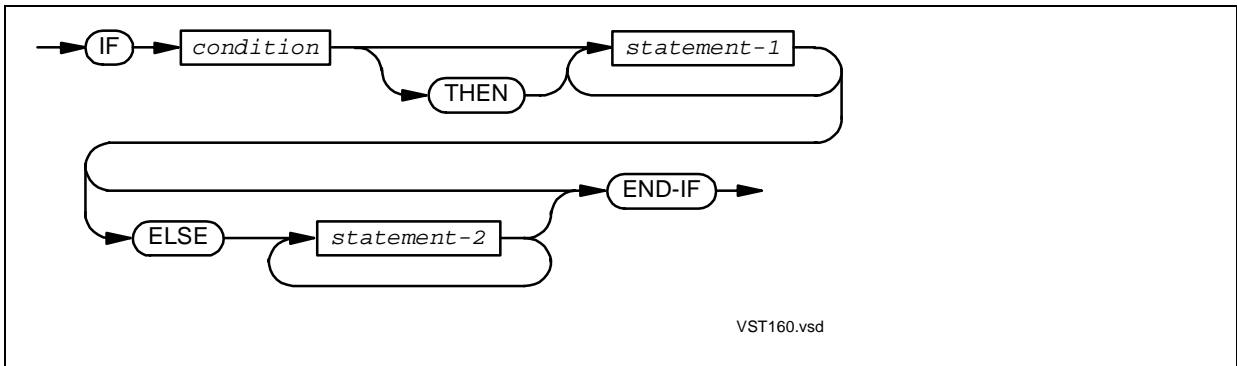 IF condition statement-1
THEN
END-IF
ELSE statement-2
VST160.vsd